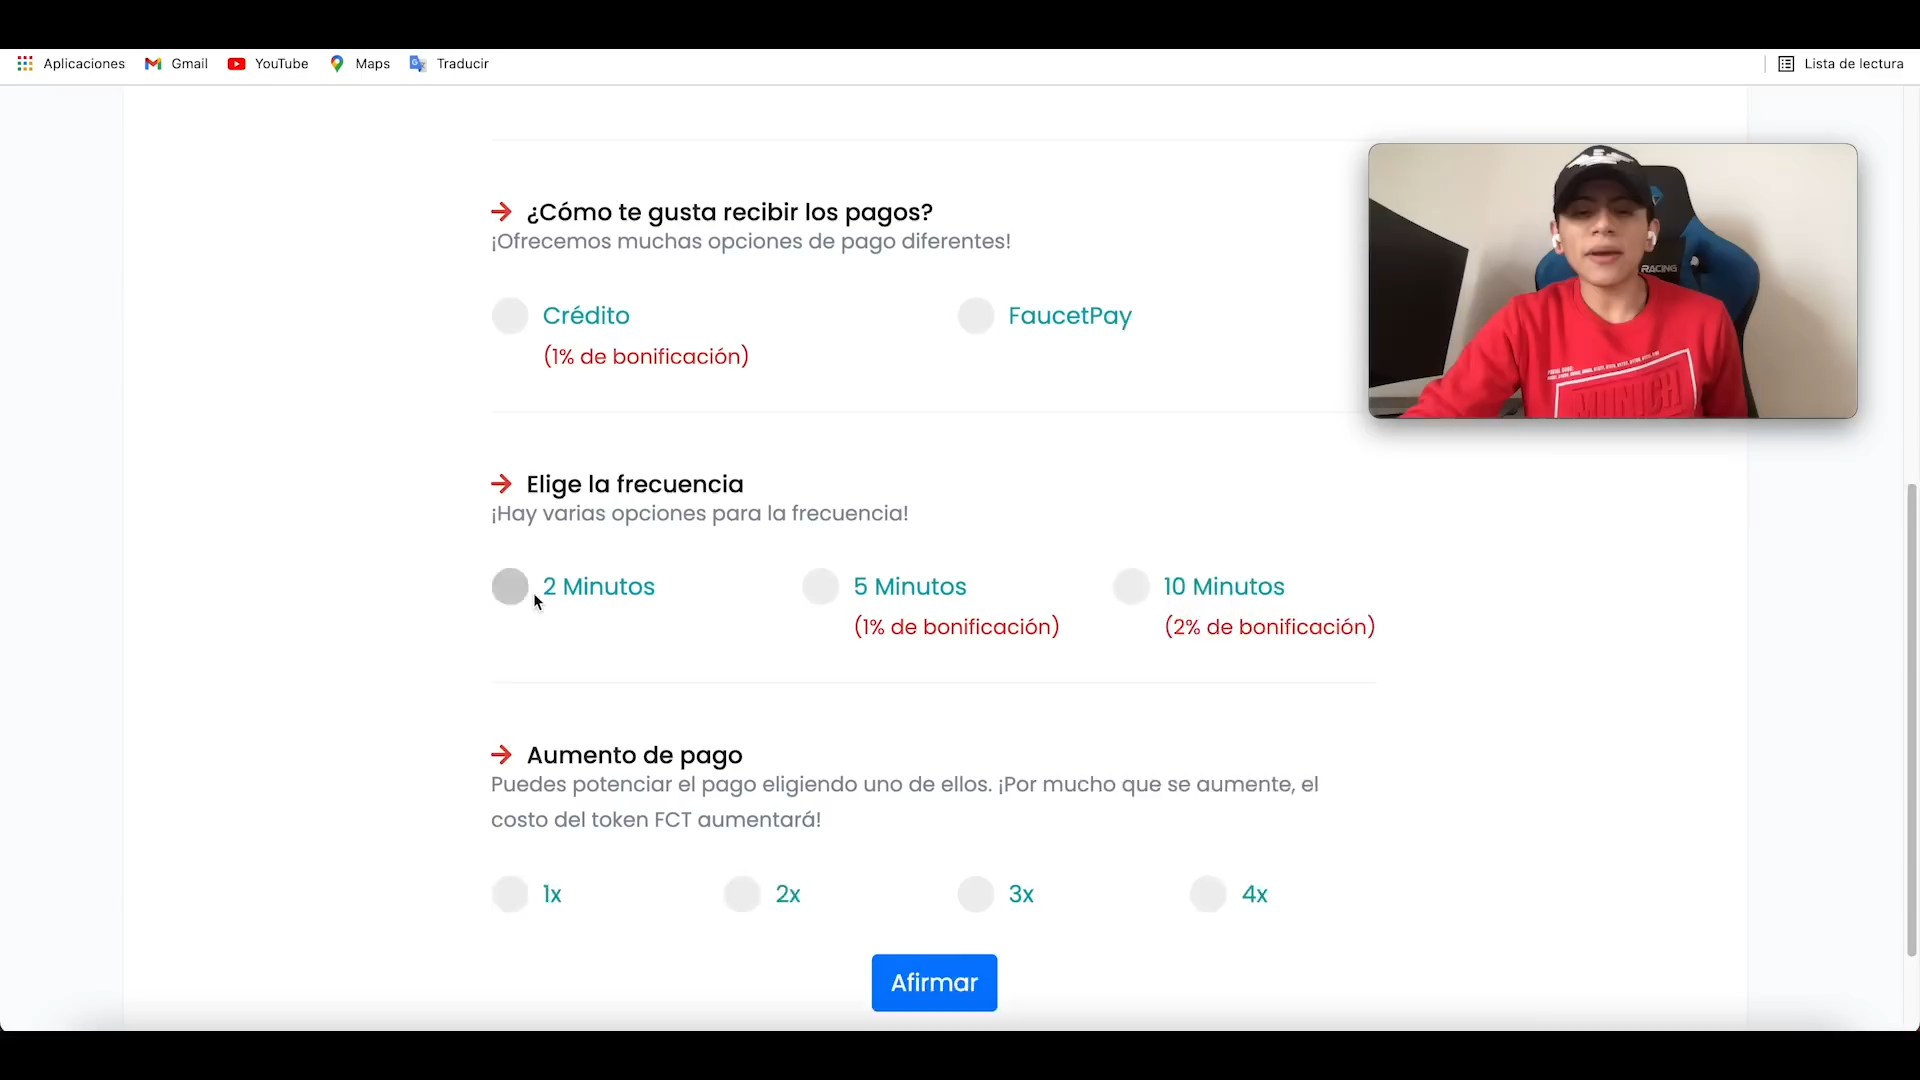 Aplicaciones Gmail YouTube Maps Traducir Lista de lectura
¿Cómo te gusta recibir los pagos?
¡Ofrecemos muchas opciones de pago diferentes!
Crédito FaucetPay
(1% de bonificación)
RACING
MUNICH
Elige la frecuencia
¡Hay varias opciones para la frecuencia!
2 Minutos 5 Minutos 10 Minutos
(1% de bonificación) (2% de bonificación)
Aumento de pago
Puedes potenciar el pago eligiendo uno de ellos. ¡Por mucho que se aumente, el
costo del token FCT aumentará!
1x 2x 3x 4x
Afirmar